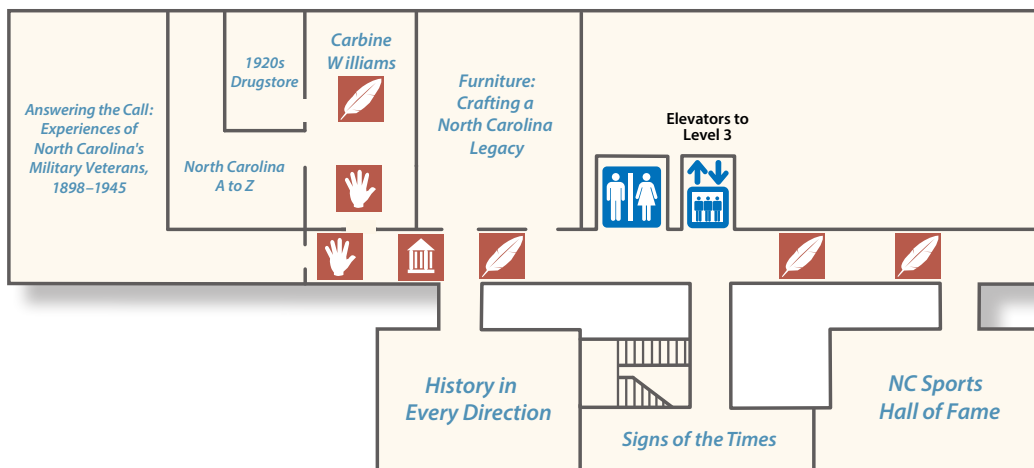 Carbine
Williams
1920s
Drugstore
Furniture:
Crafting a
North Carolina
Legacy
Answering the Call:
Experiences of
North Carolina's
Military Veterans,
1898–1945
North Carolina
A to Z
Elevators to
Level 3
History in
Every Direction
NC Sports
Hall of Fame
Signs of the Times